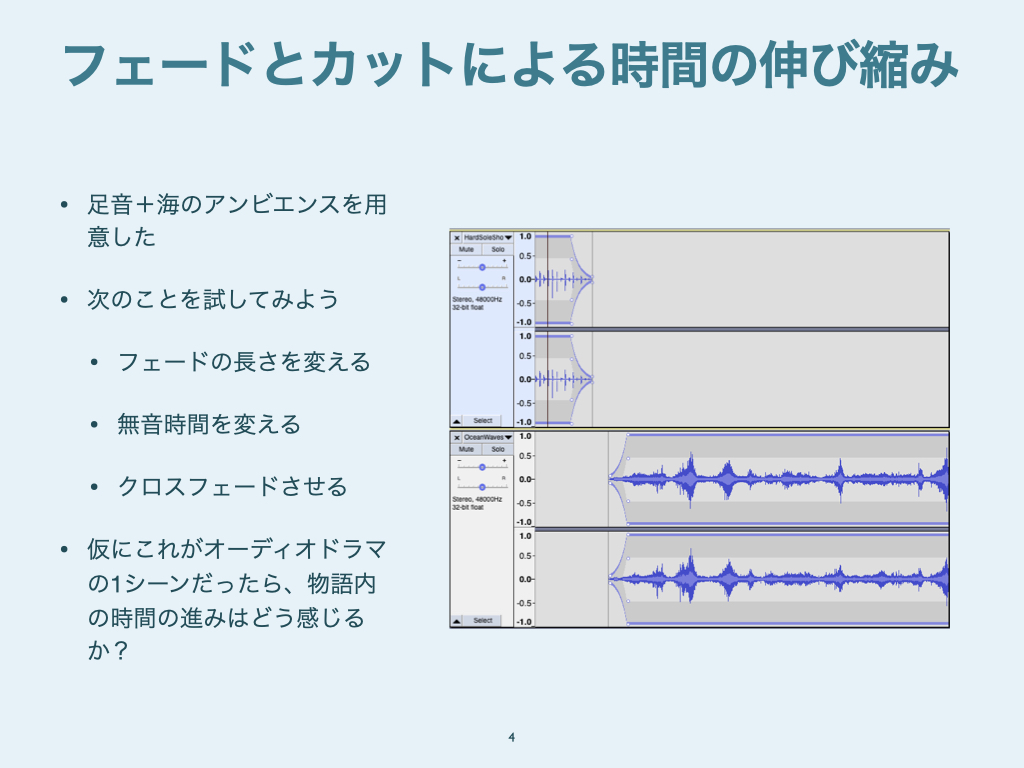 フェードとカットによる時間の伸び縮み
• 足音＋海のアンビエンスを用
意した
• 次のことを試してみよう
• フェードの長さを変える
• 無音時間を変える
• クロスフェードさせる
• 仮にこれがオーディオドラマ
の1シーンだったら、物語内
の時間の進みはどう感じる
か？
× HardSoleSho▼
Mute Solo
- +
L R
Stereo, 48000Hz
32-bit float
▲ Select
1.0
0.5-
0.0-
-0.5-
-1.0
1.0
0.5-
0.0-
-0.5-
-1.0
× OceanWaves▼
Mute Solo
- +
L R
Stereo, 48000Hz
32-bit float
▲ Select
1.0
0.5-
0.0-
-0.5-
-1.0
1.0
0.5-
0.0-
-0.5-
-1.0
4